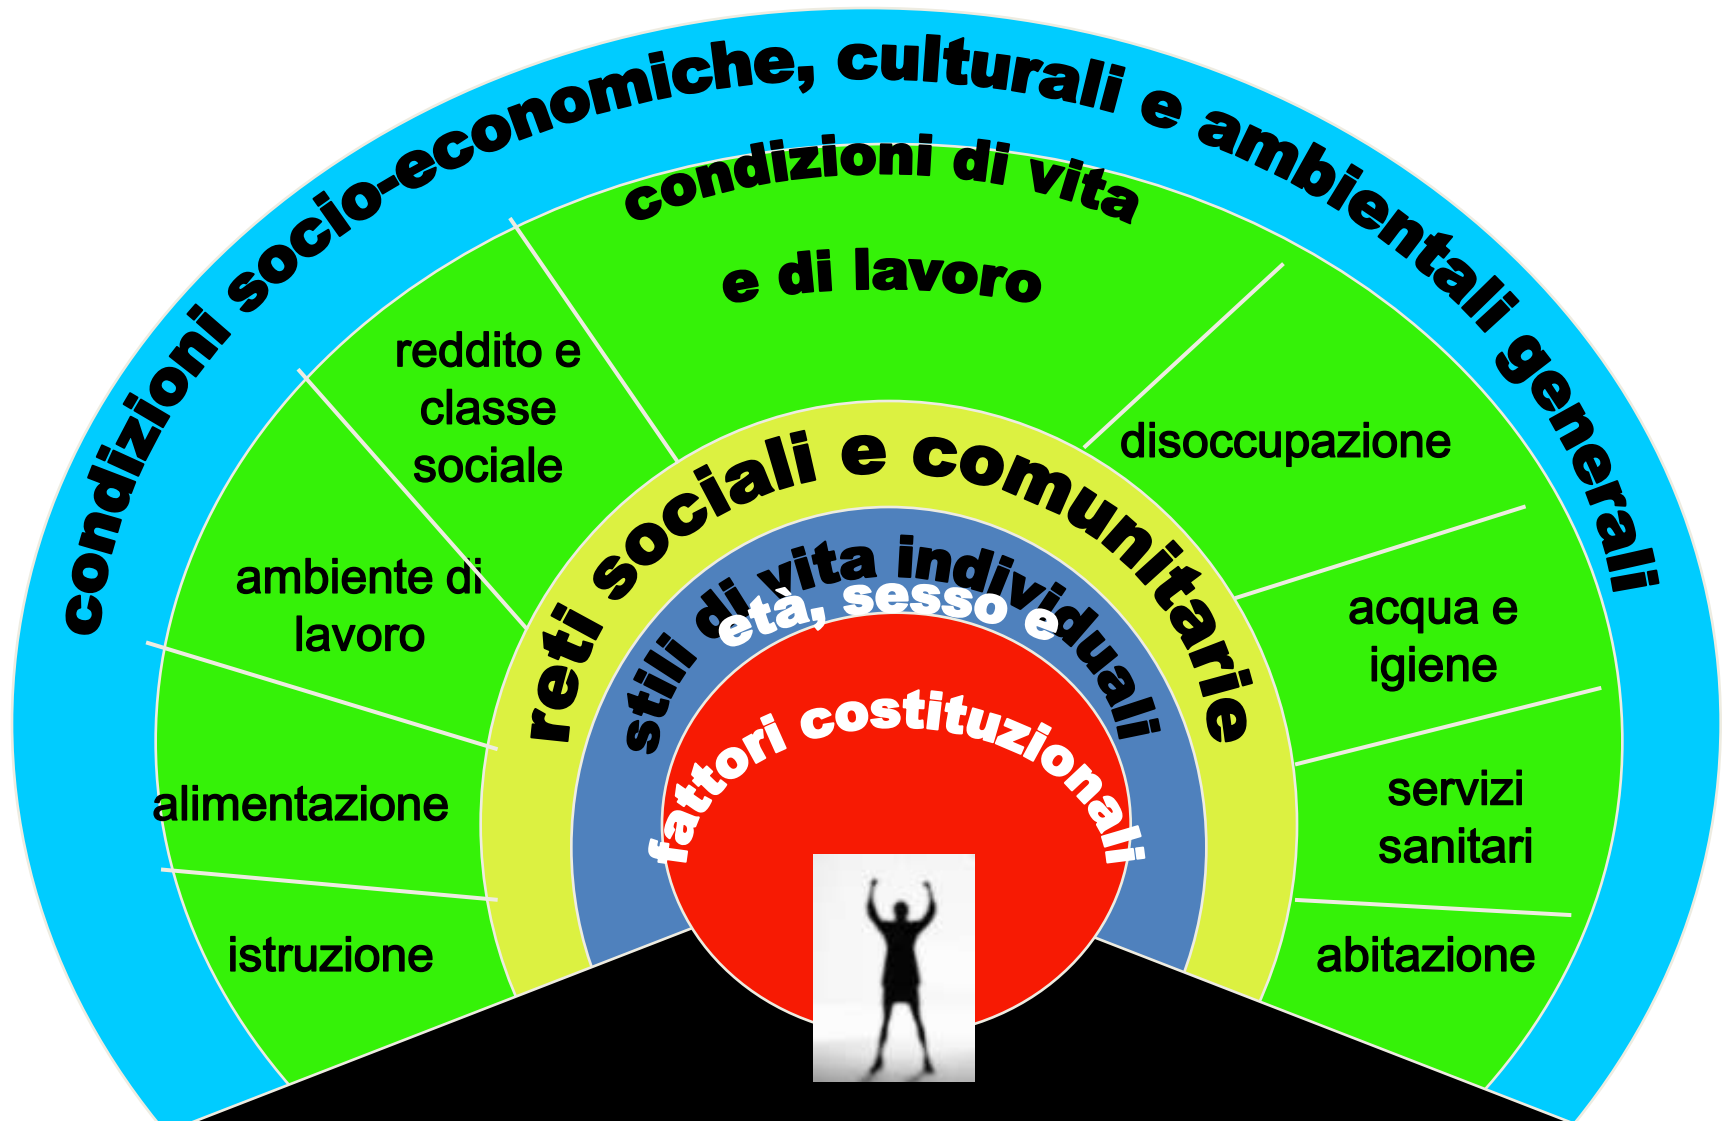 condizioni socio-economiche, culturali e ambientali generali
condizioni di vita
e di lavoro
reddito e
classe
sociale
disoccupazione
ambiente di
lavoro
acqua e
igiene
alimentazione
servizi
sanitari
istruzione
abitazione
reti sociali e comunitarie
stili di vita individuali
età, sesso e
fattori costituzionali